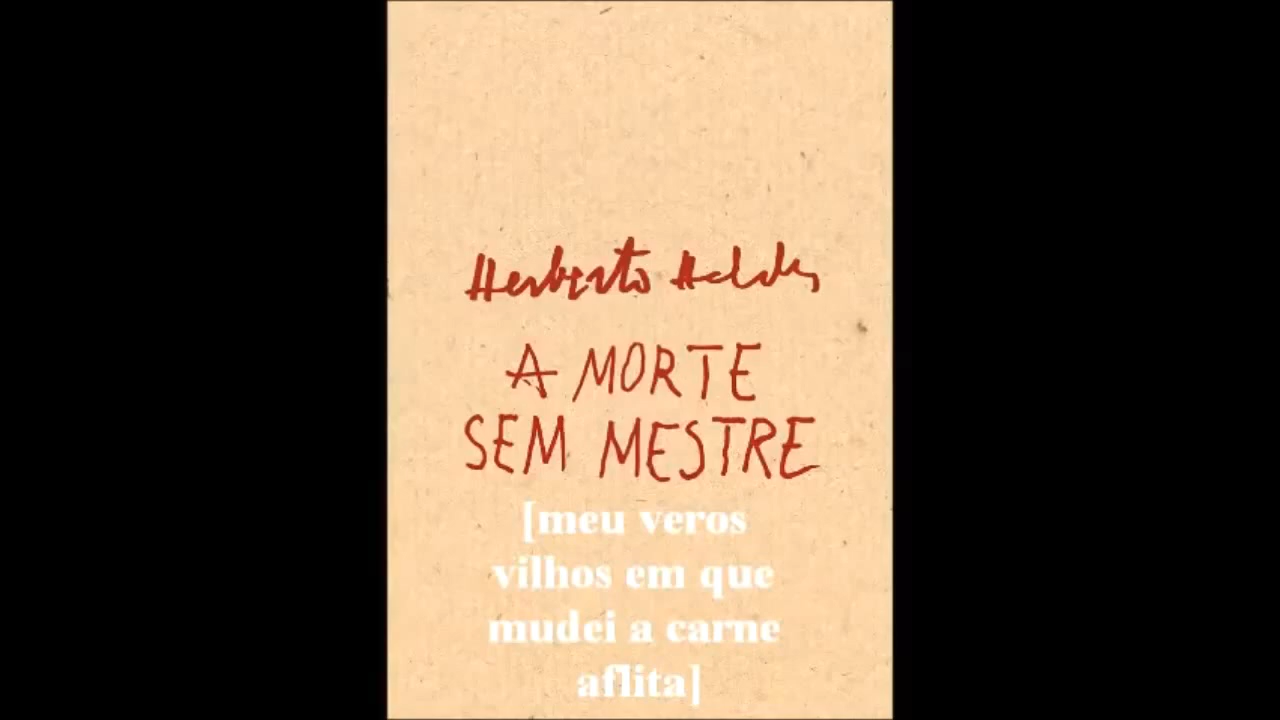 Herberto Helder
A MORTE
SEM MESTRE
[meu veros
vilhos em que
mudei a carne
aflita]